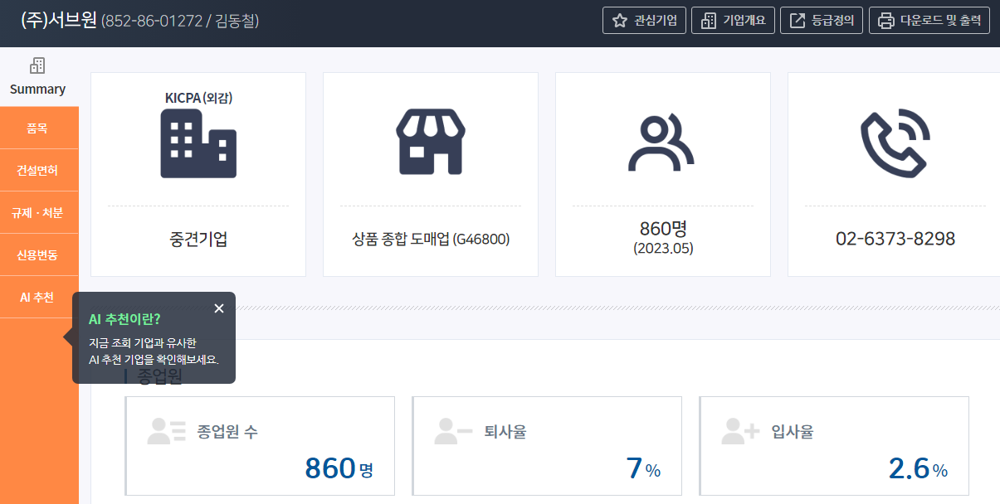 (주)서브원 (852-86-01272 / 김동철)
관심기업
기업개요
등급정의
다운로드 및 출력
Summary
품목
건설면허
규제 · 처분
신용변동
AI 추천
KICPA (외감)
중견기업
상품 종합 도매업 (G46800)
860명
(2023.05)
02-6373-8298
AI 추천이란?
지금 조회 기업과 유사한
AI 추천 기업을 확인해보세요.
종업원
종업원 수
860 명
퇴사율
7 %
입사율
2.6 %